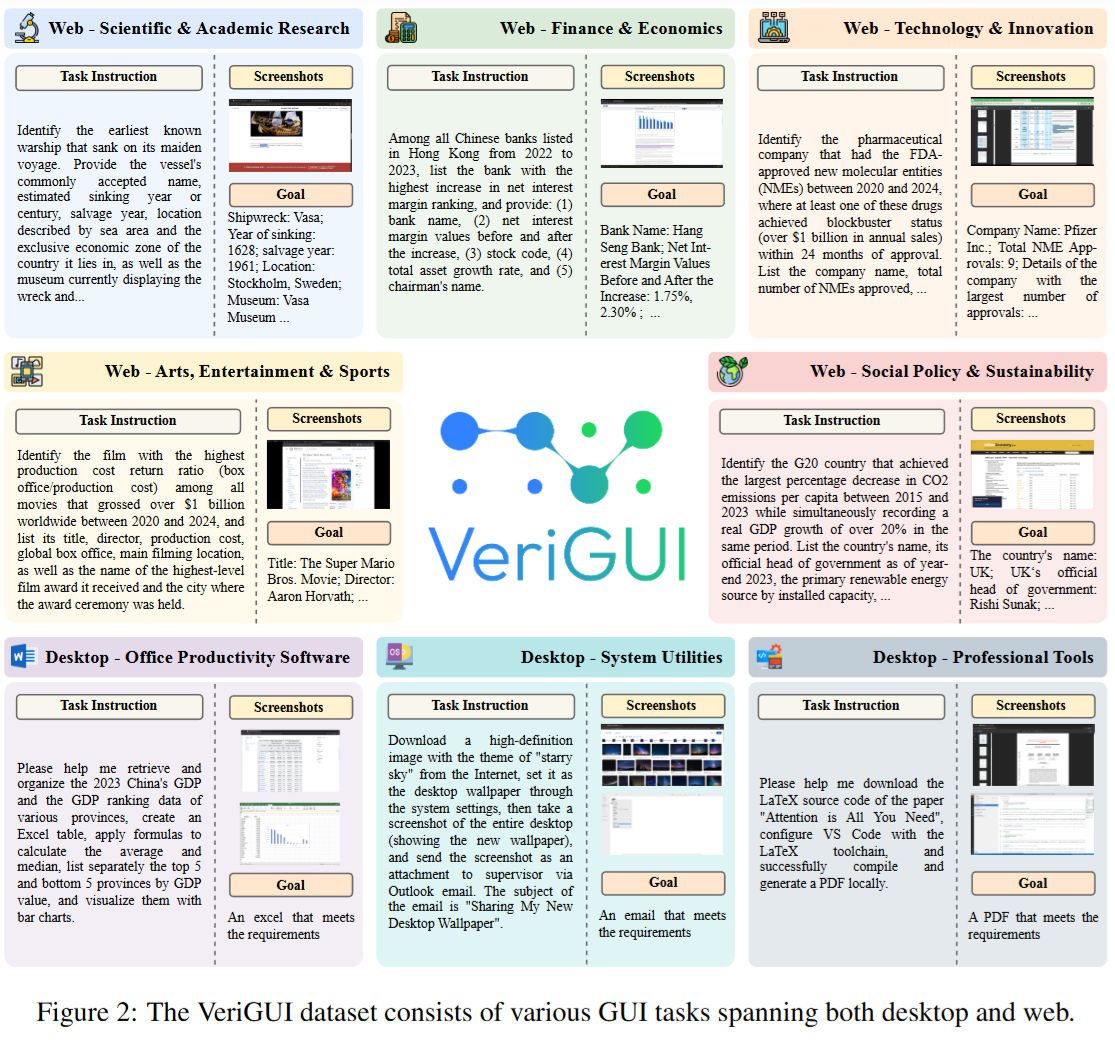 Web - Scientific & Academic Research
Task Instruction
Identify the earliest known
warship that sank on its maiden
voyage. Provide the vessel's
commonly accepted name,
estimated sinking year or
century, salvage year, location
described by sea area and the
exclusive economic zone of the
country it lies in, as well as the
museum currently displaying the
wreck and...
Screenshots
Goal
Shipwreck: Vasa;
Year of sinking:
1628; salvage year:
1961; Location:
Stockholm, Sweden;
Museum: Vasa
Museum ...
Web - Finance & Economics
Task Instruction
Among all Chinese banks listed
in Hong Kong from 2022 to
2023, list the bank with the
highest increase in net interest
margin ranking, and provide: (1)
bank name, (2) net interest
margin values before and after
the increase, (3) stock code, (4)
total asset growth rate, and (5)
chairman's name.
Screenshots
Goal
Bank Name: Hang
Seng Bank; Net Int-
erest Margin Values
Before and After the
Increase: 1.75%,
2.30% ; ...
Web - Technology & Innovation
Task Instruction
Identify the pharmaceutical
company that had the FDA-
approved new molecular entities
(NMEs) between 2020 and 2024,
where at least one of these drugs
achieved blockbuster status
(over $1 billion in annual sales)
within 24 months of approval.
List the company name, total
number of NMEs approved, ...
Screenshots
Goal
Company Name: Pfizer
Inc.; Total NME App-
rovals: 9; Details of the
company with the
largest number of
approvals: ...
Web - Arts, Entertainment & Sports
Task Instruction
Identify the film with the highest
production cost return ratio (box
office/production cost) among all
movies that grossed over $1 billion
worldwide between 2020 and 2024, and
list its title, director, production cost,
global box office, main filming location,
as well as the name of the highest-level
film award it received and the city where
the award ceremony was held.
Screenshots
Goal
Title: The Super Mario
Bros. Movie; Director:
Aaron Horvath; ...
VeriGUI
Web - Social Policy & Sustainability
Task Instruction
Identify the G20 country that achieved
the largest percentage decrease in CO2
emissions per capita between 2015 and
2023 while simultaneously recording a
real GDP growth of over 20% in the
same period. List the country's name, its
official head of government as of year-
end 2023, the primary renewable energy
source by installed capacity, ...
Screenshots
Goal
The country's name:
UK; UK's official
head of government:
Rishi Sunak; ...
Desktop - Office Productivity Software
Task Instruction
Please help me retrieve and
organize the 2023 China's GDP
and the GDP ranking data of
various provinces, create an
Excel table, apply formulas to
calculate the average and
median, list separately the top 5
and bottom 5 provinces by GDP
value, and visualize them with
bar charts.
Screenshots
Goal
An excel that meets
the requirements
OS
Desktop - System Utilities
Task Instruction
Download a high-definition
image with the theme of "starry
sky" from the Internet, set it as
the desktop wallpaper through
the system settings, then take a
screenshot of the entire desktop
(showing the new wallpaper),
and send the screenshot as an
attachment to supervisor via
Outlook email. The subject of
the email is "Sharing My New
Desktop Wallpaper".
Screenshots
Goal
An email that meets
the requirements
Desktop - Professional Tools
Task Instruction
Please help me download the
LaTeX source code of the paper
"Attention is All You Need",
configure VS Code with the
LaTeX toolchain, and
successfully compile and
generate a PDF locally.
Screenshots
Goal
A PDF that meets the
requirements
Figure 2: The VeriGUI dataset consists of various GUI tasks spanning both desktop and web.